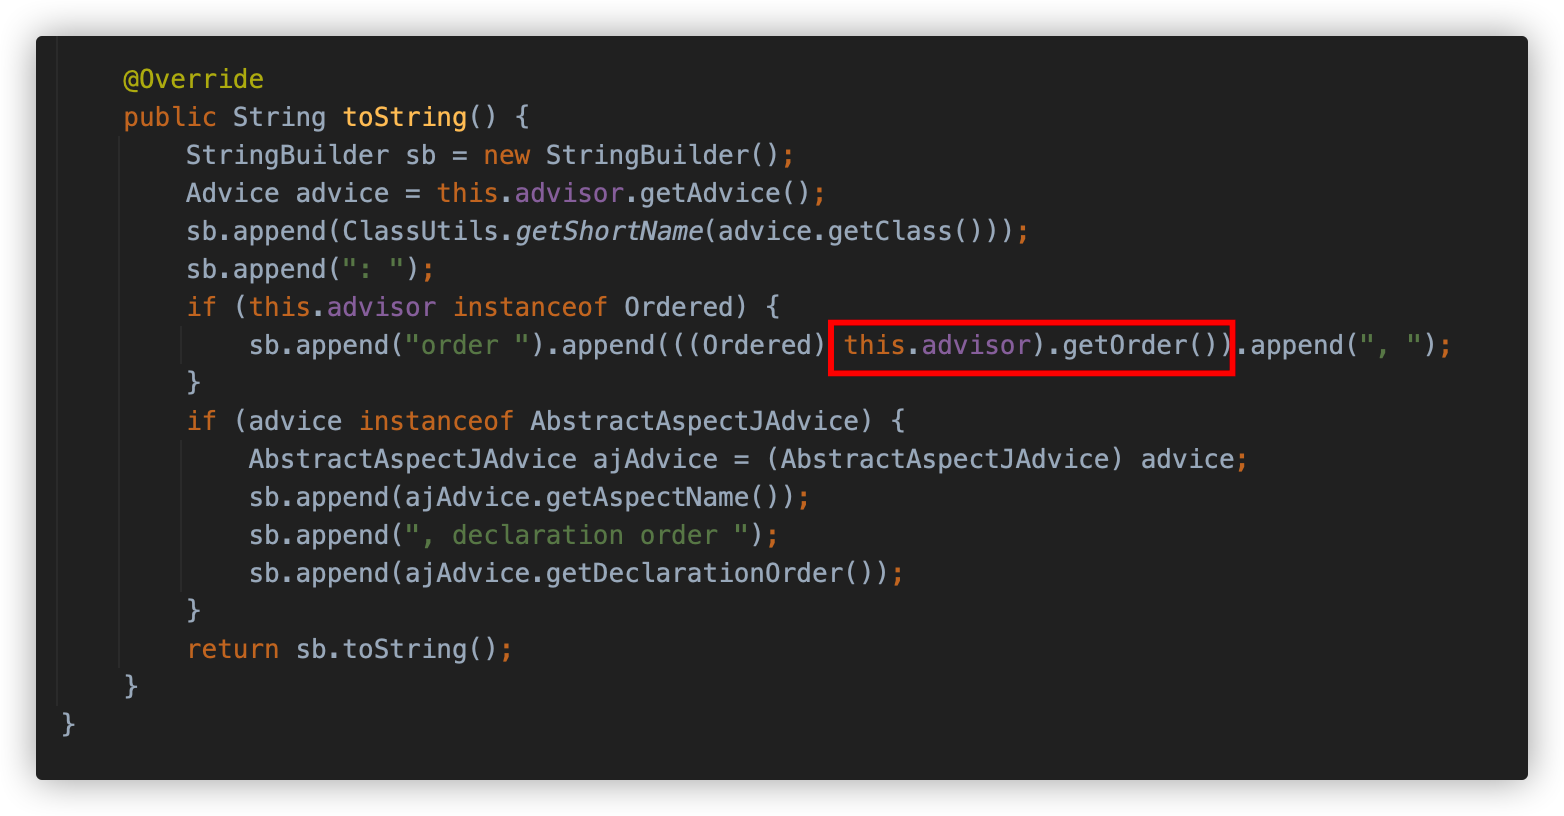 @Override
public String toString() {
StringBuilder sb = new StringBuilder();
Advice advice = this.advisor.getAdvice();
sb.append(ClassUtils.getShortName(advice.getClass()));
sb.append(": ");
if (this.advisor instanceof Ordered) {
sb.append("order ").append(((Ordered) this.advisor).getOrder()).append(", ");
}
if (advice instanceof AbstractAspectJAdvice) {
AbstractAspectJAdvice ajAdvice = (AbstractAspectJAdvice) advice;
sb.append(ajAdvice.getAspectName());
sb.append(", declaration order ");
sb.append(ajAdvice.getDeclarationOrder());
}
return sb.toString();
}
}